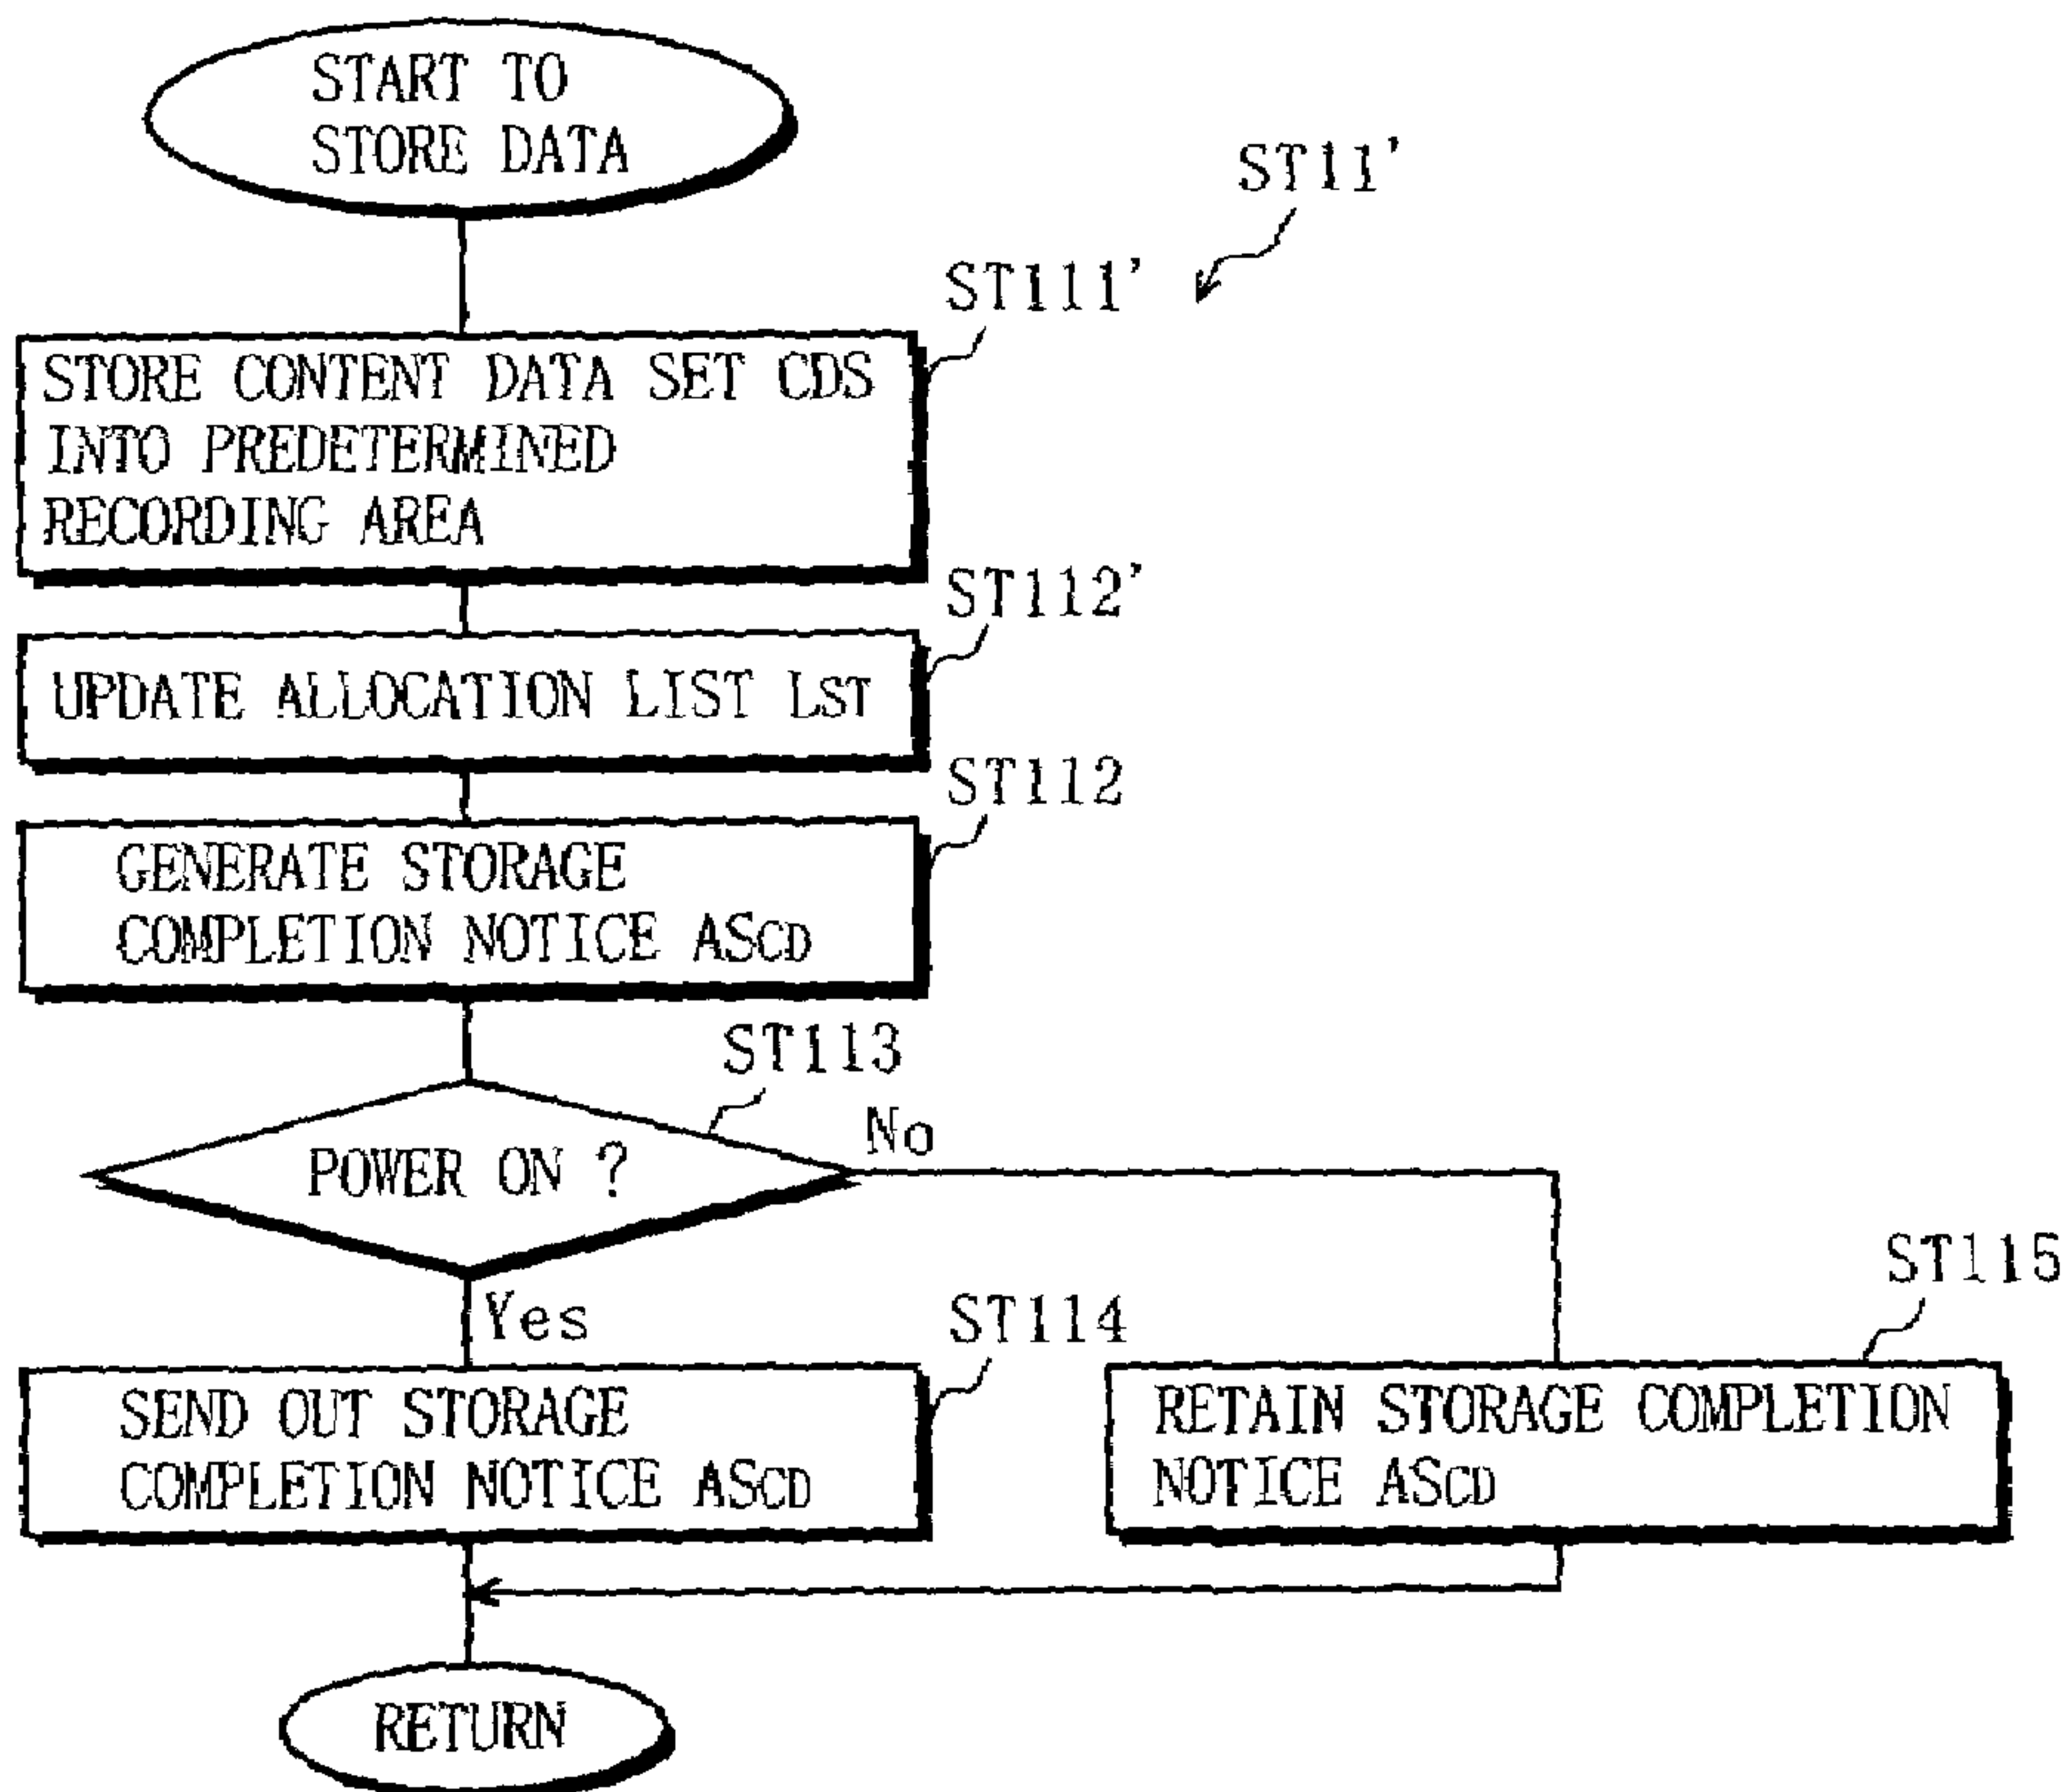 START TO
STORE DATA
ST11'
ST111'
STORE CONTENT DATA SET CDS
INTO PREDETERMINED
RECORDING AREA
ST112'
UPDATE ALLOCATION LIST LST
ST112
GENERATE STORAGE
COMPLETION NOTICE ASCD
ST113
POWER ON ?
No
Yes
ST114
SEND OUT STORAGE
COMPLETION NOTICE ASCD
ST115
RETAIN STORAGE COMPLETION
NOTICE ASCD
RETURN